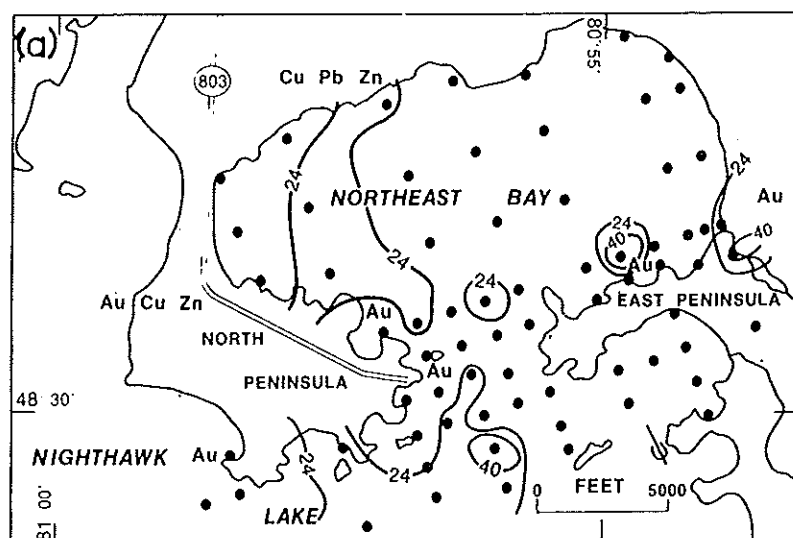 (a)
80° 55'
803
Cu Pb Zn
24
24
NORTHEAST BAY
Au
24
40
40
24
Au
24
Au Cu Zn
Au
EAST PENINSULA
NORTH
PENINSULA
Au
48° 30'
NIGHTHAWK
Au
24
24
40
LAKE
FEET
0 5000
81° 00'